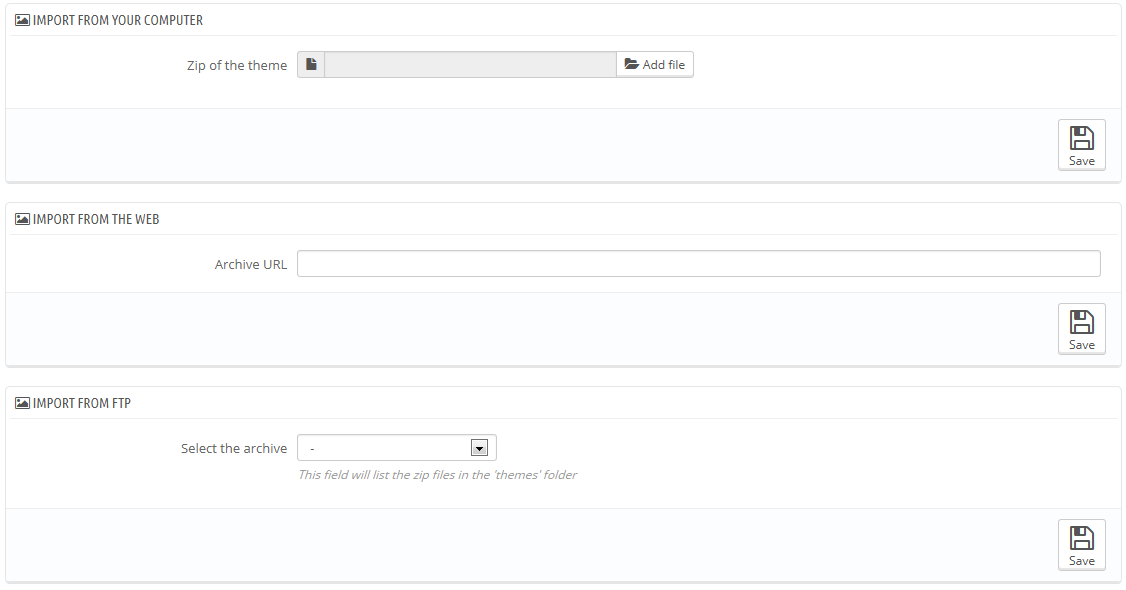 IMPORT FROM YOUR COMPUTER
Zip of the theme
Add file
Save
IMPORT FROM THE WEB
Archive URL
Save
IMPORT FROM FTP
Select the archive
-
This field will list the zip files in the 'themes' folder
Save